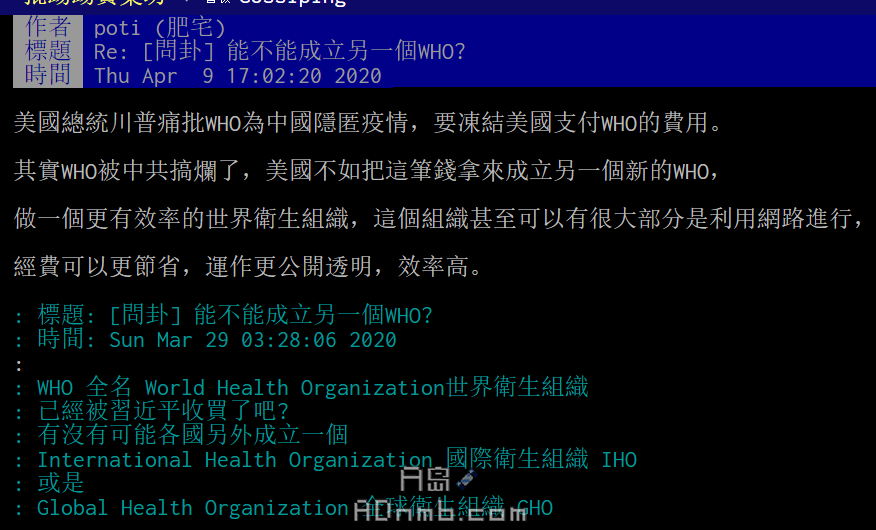 Gossiping
作者 poti (肥宅)
標題 Re: [問卦] 能不能成立另一個WHO?
時間 Thu Apr  9 17:02:20 2020
美國總統川普痛批WHO為中國隱匿疫情，要凍結美國支付WHO的費用。
其實WHO被中共搞爛了，美國不如把這筆錢拿來成立另一個新的WHO，
做一個更有效率的世界衛生組織，這個組織甚至可以有很大部分是利用網路進行，
經費可以更節省，運作更公開透明，效率高。
: 標題: [問卦] 能不能成立另一個WHO?
: 時間: Sun Mar 29 03:28:06 2020
:
: WHO 全名 World Health Organization世界衛生組織
: 已經被習近平收買了吧?
: 有沒有可能各國另外成立一個
: International Health Organization 國際衛生組織 IHO
: 或是
: Global Health Organization 全球衛生組織 GHO
A岛
ADnmb.com